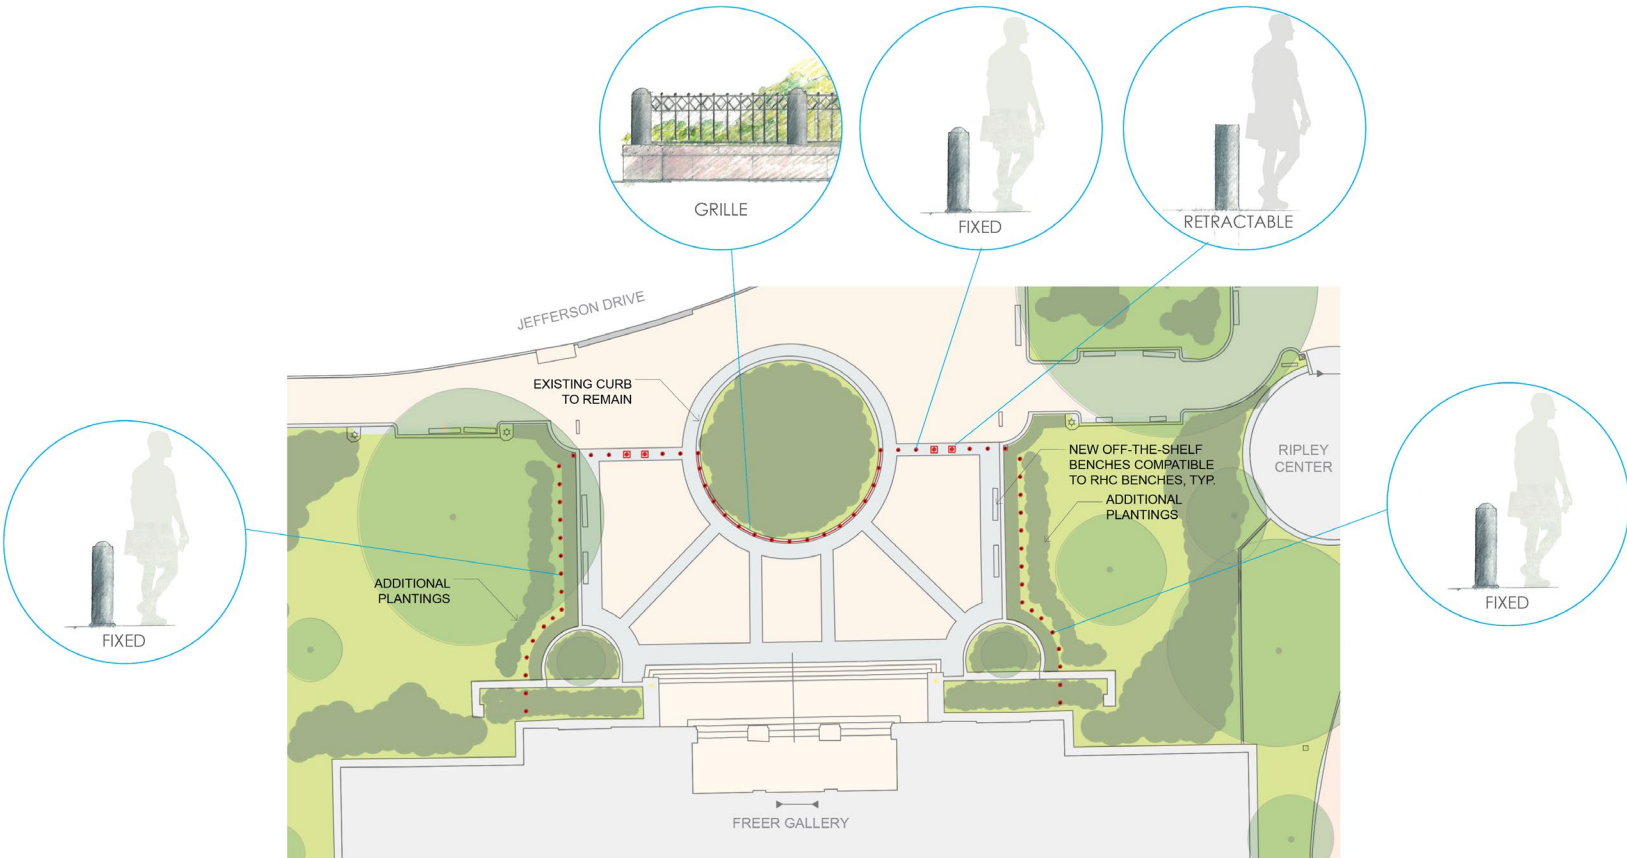 GRILLE
FIXED
RETRACTABLE
JEFFERSON DRIVE
EXISTING CURB
TO REMAIN
NEW OFF-THE-SHELF
BENCHES COMPATIBLE
TO RHC BENCHES, TYP.
RIPLEY
CENTER
ADDITIONAL
PLANTINGS
ADDITIONAL
PLANTINGS
FIXED
FIXED
FREER GALLERY